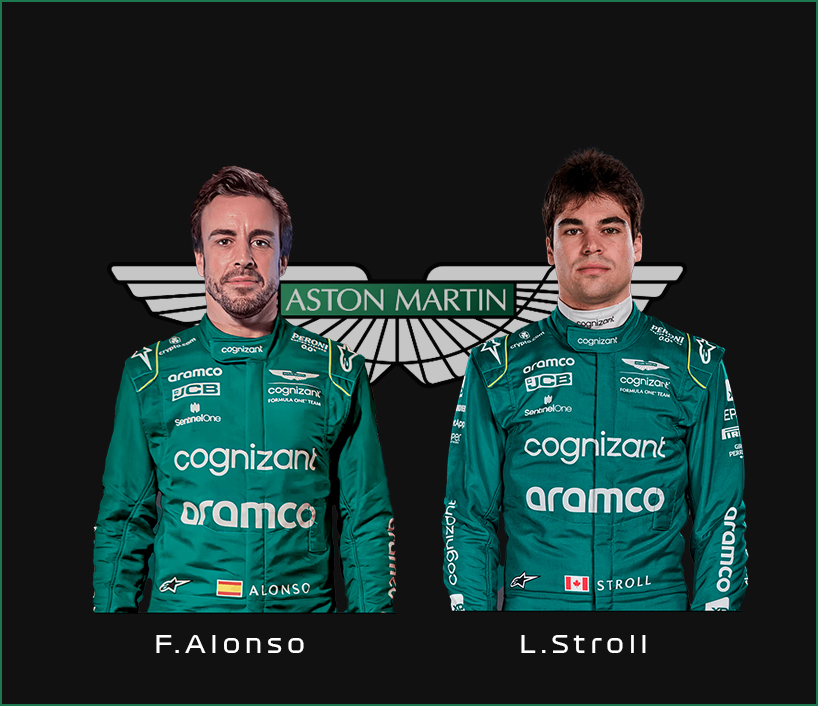 ASTON MARTIN
crypto.com
cognizant
PERONI
0.0%
aramco
JCB
SentinelOne
cognizant
FORMULA ONE TEAM
cognizant
aramco
ALONSO
aramco
cognizant
cognizant
crypto.com
PERONI
0.0%
aramco
JCB
SentinelOne
cognizant
FORMULA ONE TEAM
cognizant
aramco
STROLL
cognizant
aramco
F.Alonso
L.Stroll